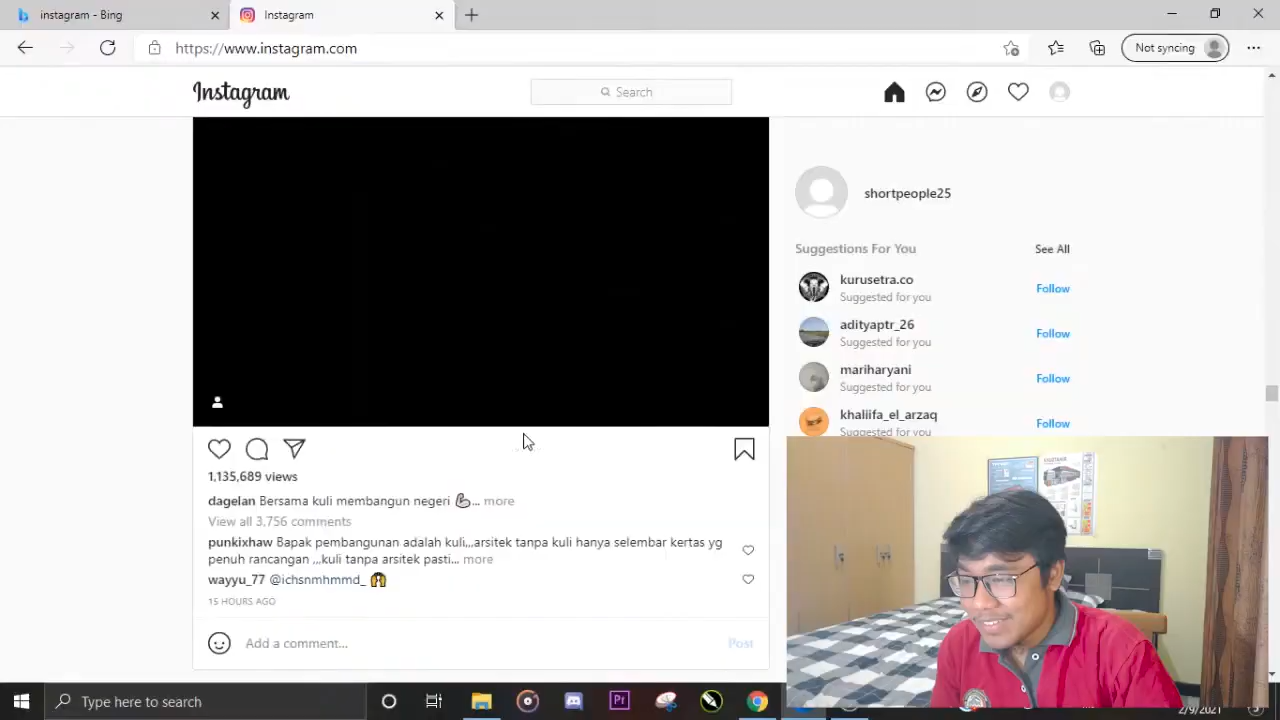 instagram - Bing
Instagram
https://www.instagram.com
Not syncing
Instagram
Search
shortpeople25
Suggestions For You
See All
kurusetra.co
Suggested for you
Follow
adityaptr_26
Suggested for you
Follow
mariharyani
Suggested for you
Follow
khaliifa_el_arzaq
Suggested for you
Follow
1,135,689 views
dagelan Bersama kuli membangun negeri 💪... more
View all 3,756 comments
punkixhaw Bapak pembangunan adalah kuli,,,arsitek tanpa kuli hanya selembar kertas yg
penuh rancangan ,,,kuli tanpa arsitek pasti... more
wayyu_77 @ichsnmhmmd_
15 HOURS AGO
Add a comment...
Post
Type here to search
Pr
2/9/2021